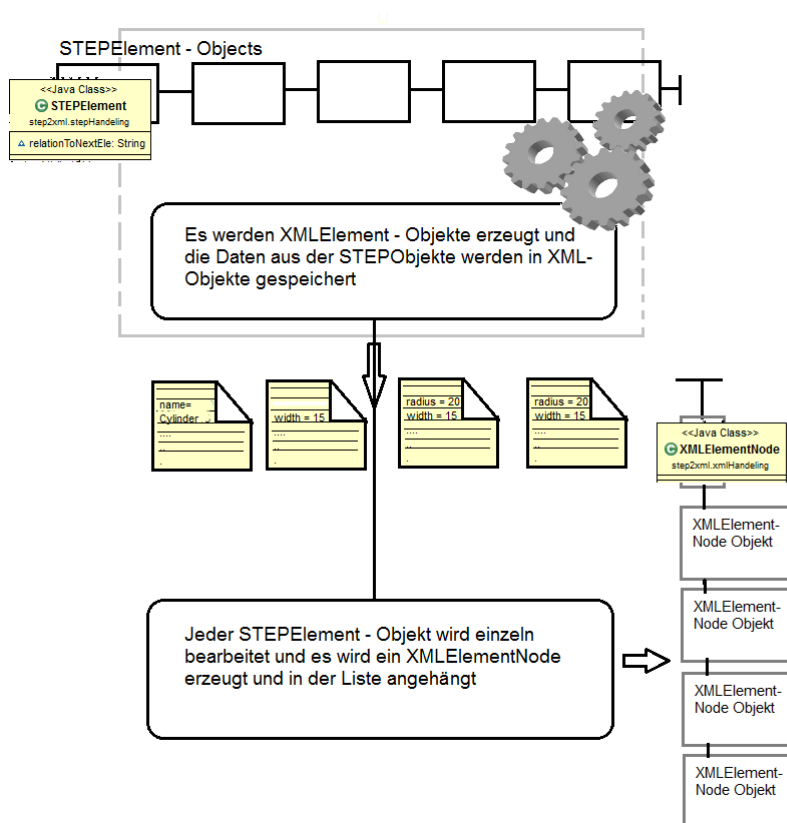 STEPElement - Objects
<<Java Class>>
STEPElement
step2xml.stepHandeling
relationToNextEle: String
Es werden XMLElement - Objekte erzeugt und
die Daten aus der STEPObjekte werden in XML-
Objekte gespeichert
name=
Cylinder
....
..
.
width = 15
....
..
.
radius = 20
width = 15
....
..
.
radius = 20
width = 15
....
..
.
<<Java Class>>
XMLElementNode
step2xml.xmlHandeling
XMLElement-
Node Objekt
XMLElement-
Node Objekt
XMLElement-
Node Objekt
XMLElement-
Node Objekt
Jeder STEPElement - Objekt wird einzeln
bearbeitet und es wird ein XMLElementNode
erzeugt und in der Liste angehängt